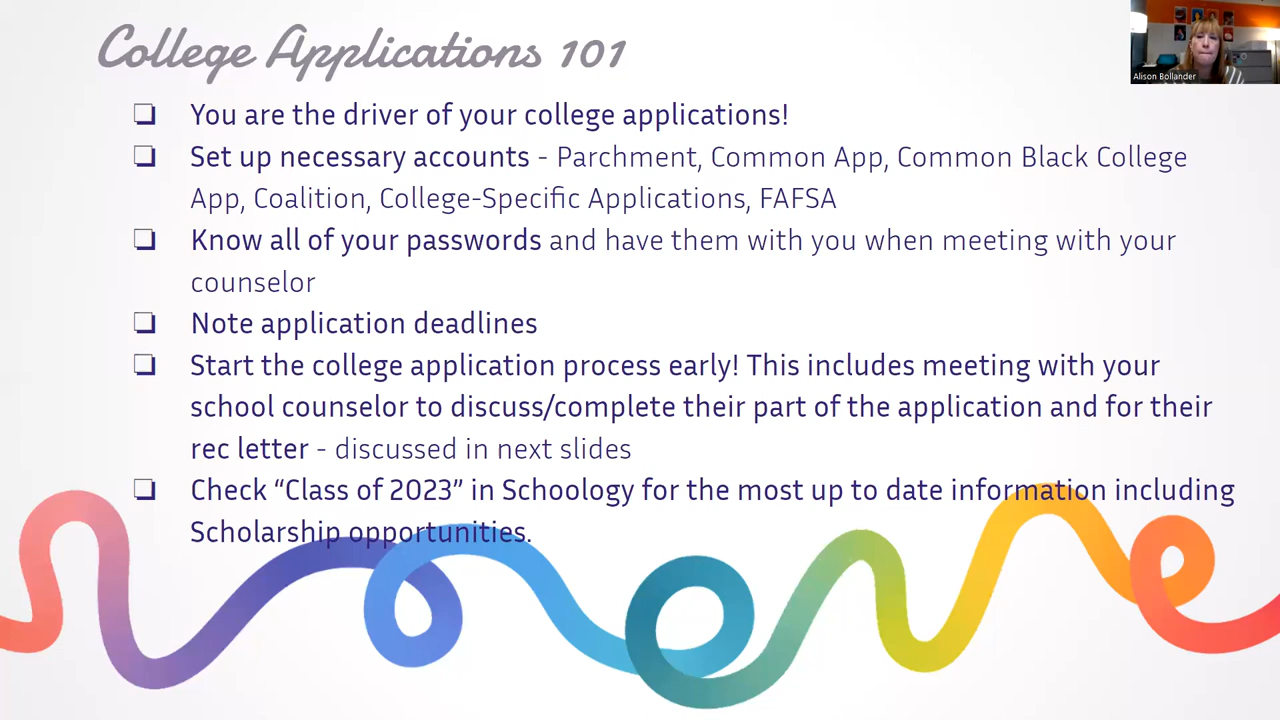 College Applications 101
Alison Bollander
❏ You are the driver of your college applications!
❏ Set up necessary accounts - Parchment, Common App, Common Black College
App, Coalition, College-Specific Applications, FAFSA
❏ Know all of your passwords and have them with you when meeting with your
counselor
❏ Note application deadlines
❏ Start the college application process early! This includes meeting with your
school counselor to discuss/complete their part of the application and for their
rec letter - discussed in next slides
❏ Check “Class of 2023” in Schoology for the most up to date information including
Scholarship opportunities.